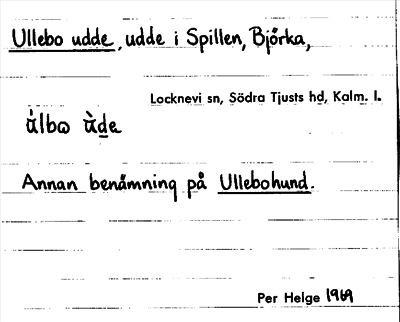 Ullebo udde, udde i Spillen, Björka,
Locknevi sn, Södra Tjusts hd, Kalm. l.
Annan benämning på Ullebohund.
Per Helge 1969